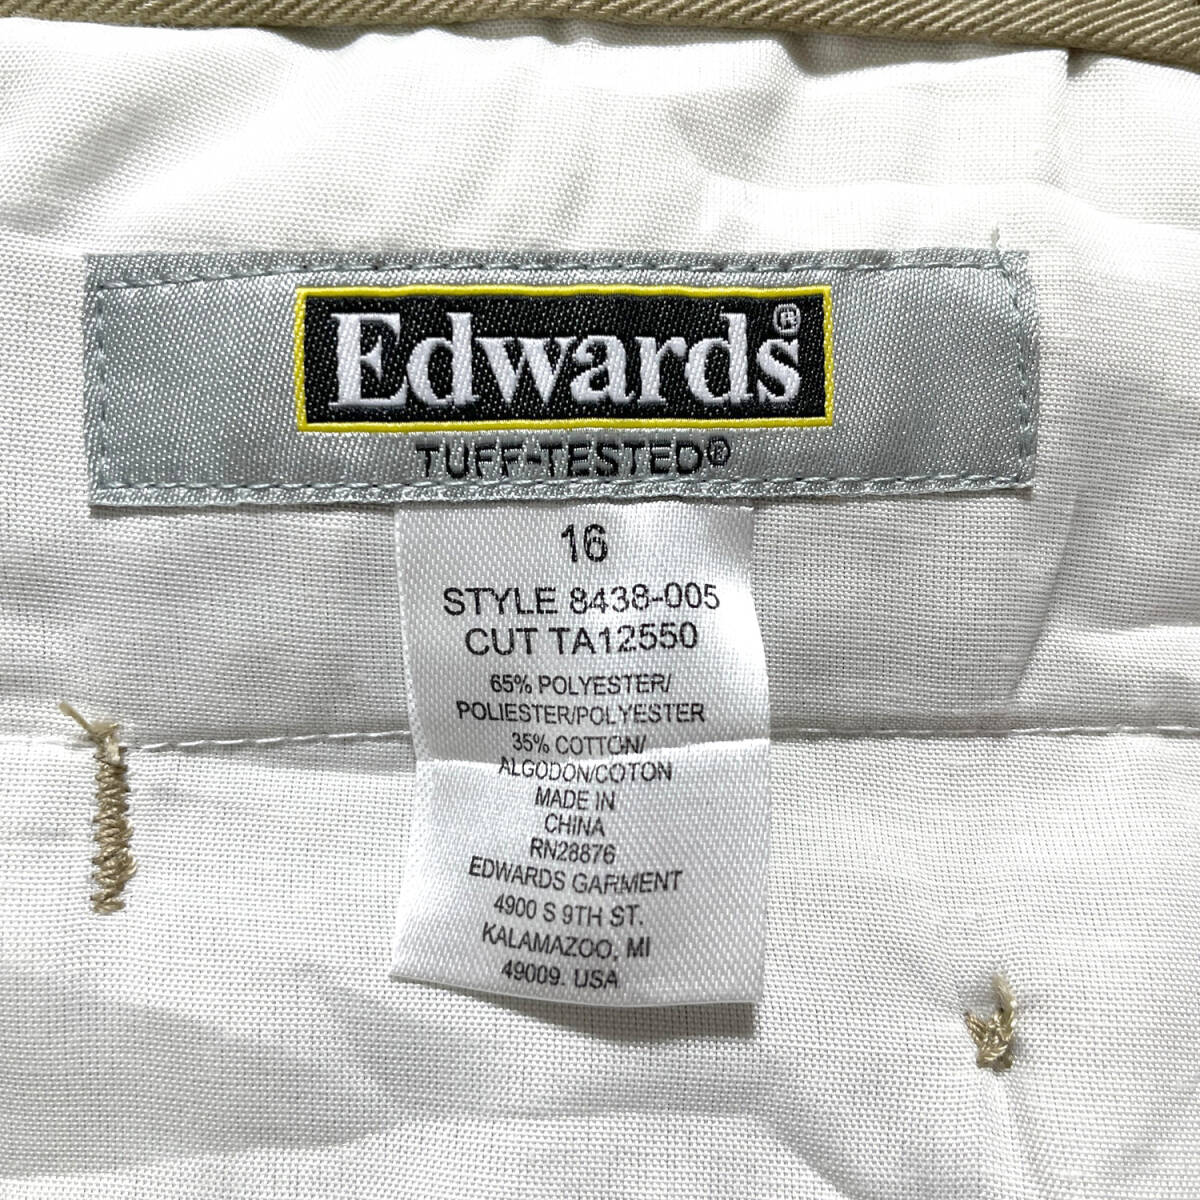 Edwards®
TUFF-TESTED®
16
STYLE 8438-005
CUT TA12550
65% POLYESTER/
POLIESTER/POLYESTER
35% COTTON/
ALGODON/COTON
MADE IN
CHINA
RN28876
EDWARDS GARMENT
4900 S 9TH ST.
KALAMAZOO, MI
49009. USA